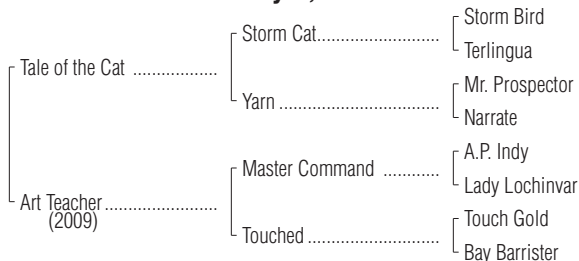 Storm Bird
Storm Cat
Terlingua
Tale of the Cat
Mr. Prospector
Yarn
Narrate
A.P. Indy
Master Command
Lady Lochinvar
Art Teacher
(2009)
Touch Gold
Touched
Bay Barrister